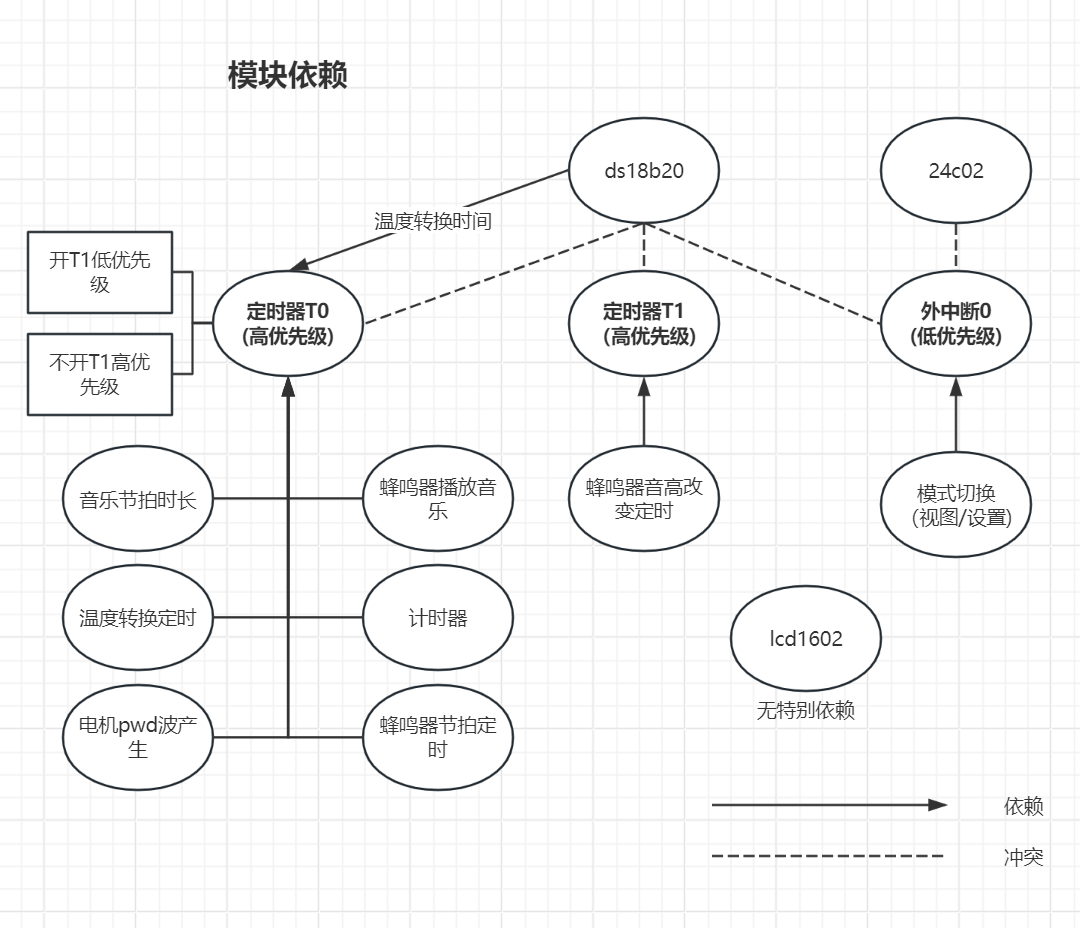 模块依赖
ds18b20
24c02
温度转换时间
开T1低优先
级
不开T1高优
先级
定时器T0
(高优先级)
定时器T1
（高优先级)
外中断0
(低优先级)
音乐节拍时长
蜂鸣器播放音
乐
蜂鸣器音高改
变定时
模式切换
（视图/设置)
温度转换定时
计时器
lcd1602
无特别依赖
电机pwd波产
生
蜂鸣器节拍定
时
依赖
冲突